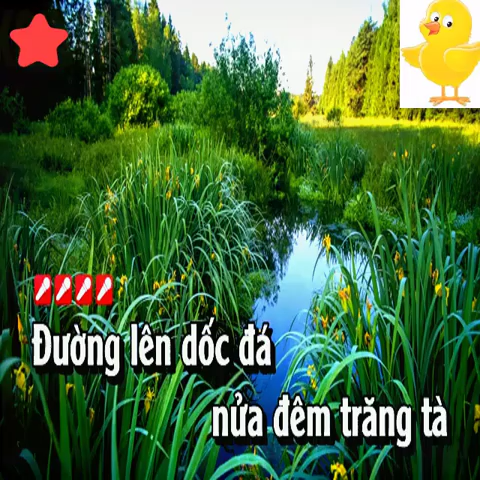 Đường lên dốc đá
nửa đêm trăng tà